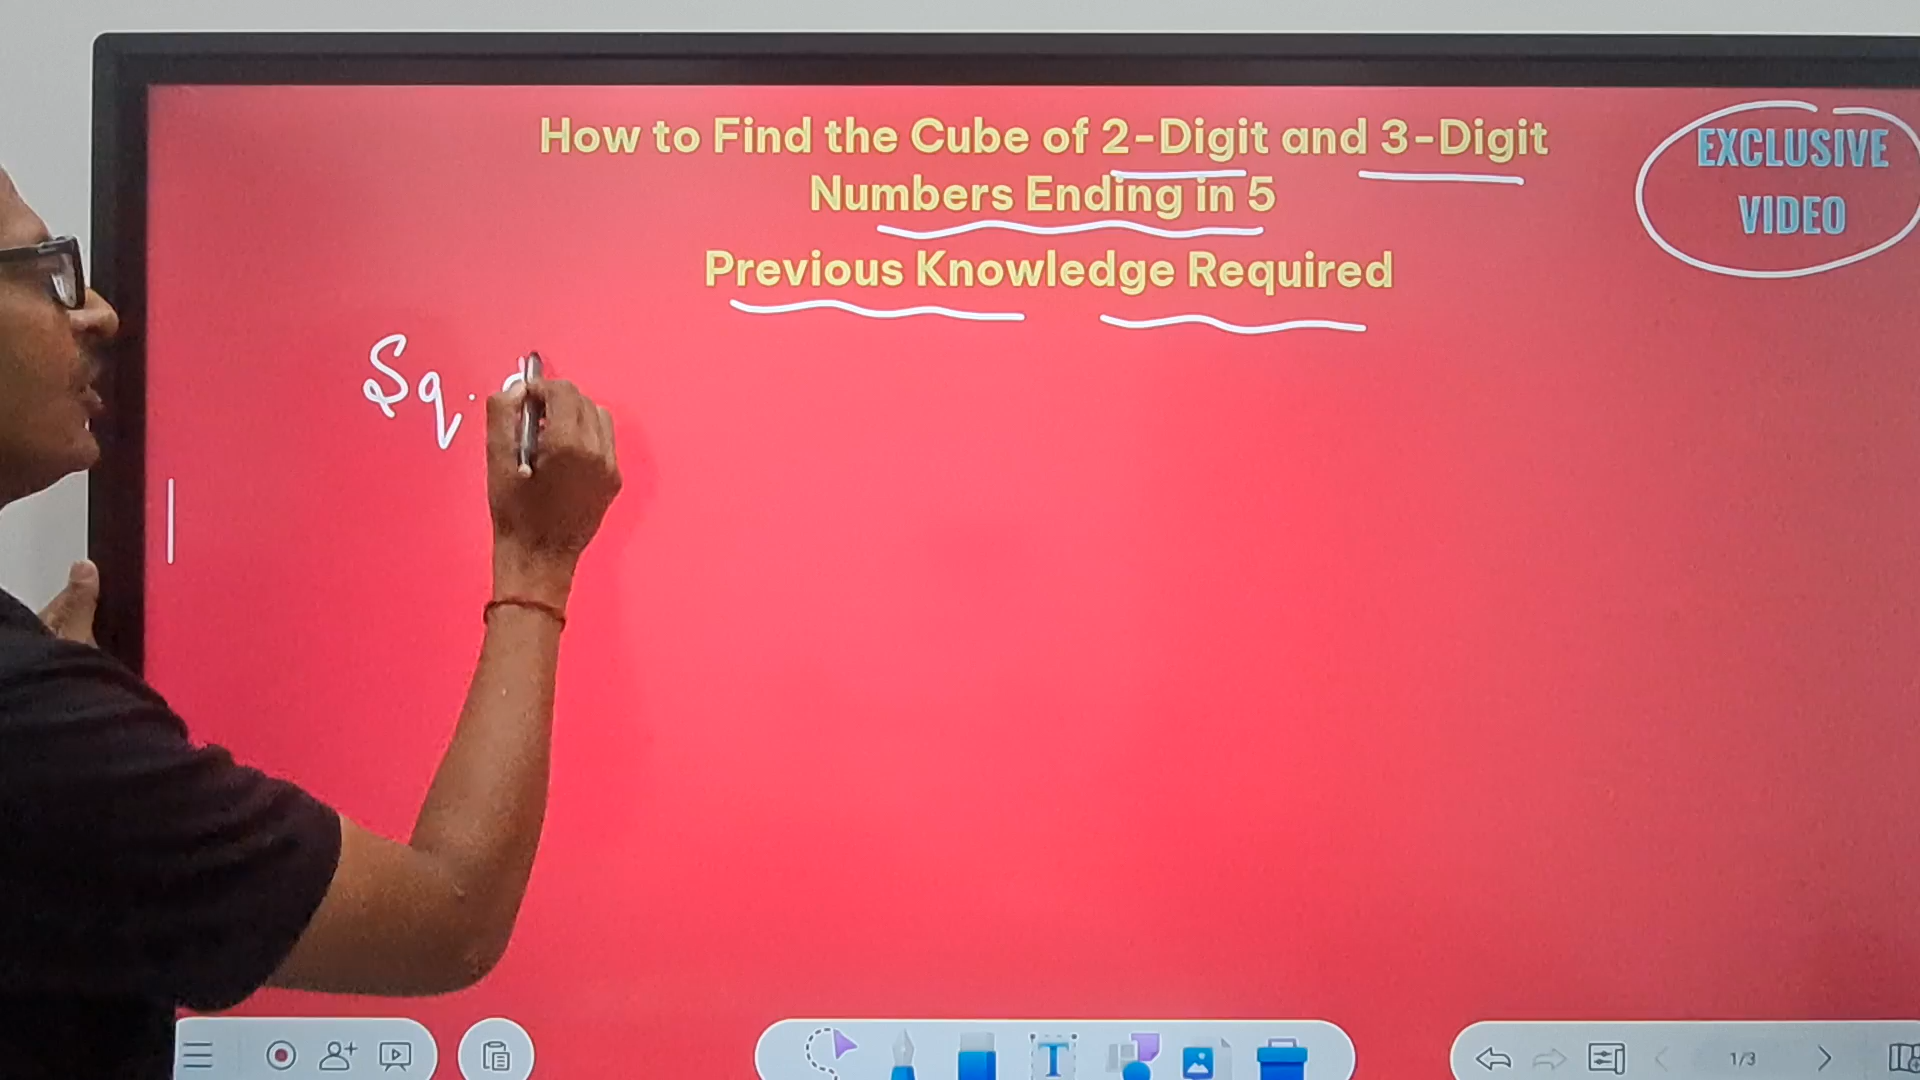 How to Find the Cube of 2-Digit and 3-Digit
Numbers Ending in 5
Previous Knowledge Required
EXCLUSIVE
VIDEO
Sq.
1/3